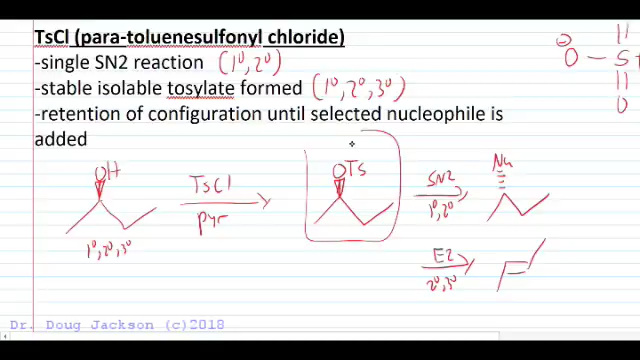 TsCl (para-toluenesulfonyl chloride)
-single SN2 reaction (1°, 2°)
-stable isolable tosylate formed (1°, 2°, 3°)
-retention of configuration until selected nucleophile is
added
⊖
O
O-S
O
OH
TsCl
pyr
1°, 2°, 3°
OTs
SN2
1°, 2°
Nu
E2
2°, 3°
Dr. Doug Jackson (c)2018